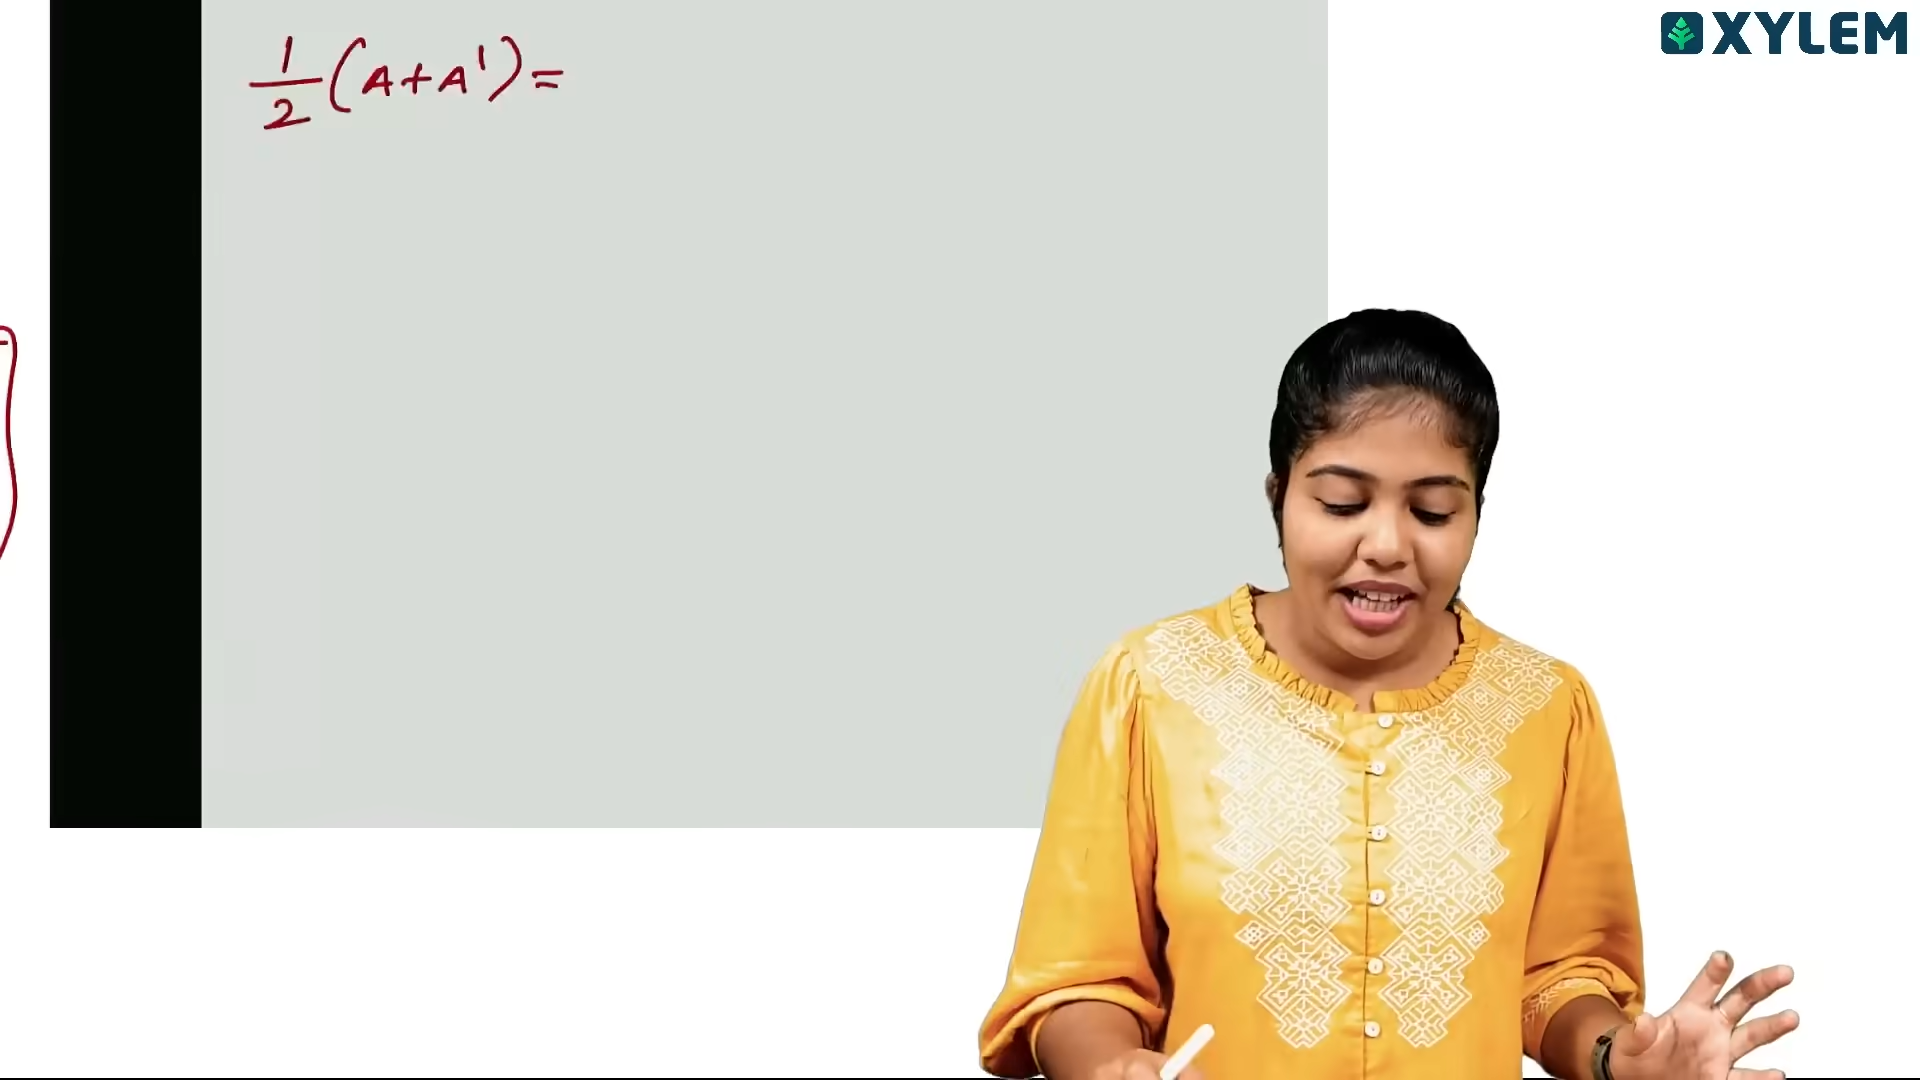 XYLEM
1/2 (A+A') =